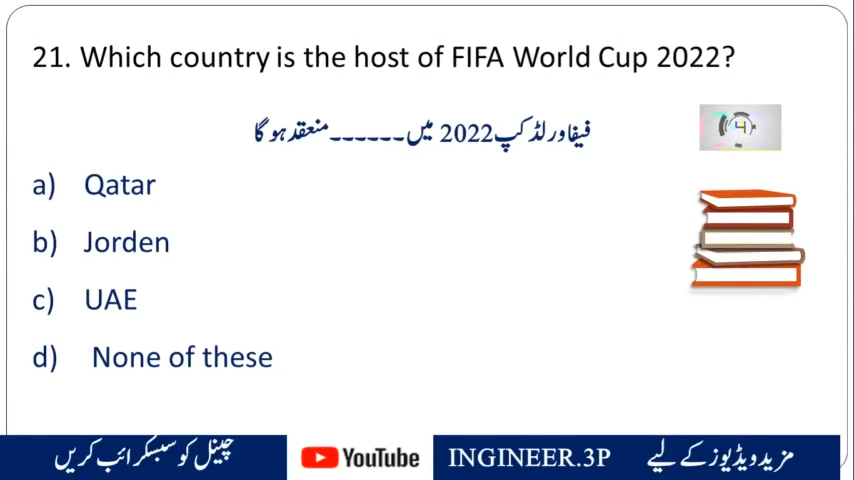 21. Which country is the host of FIFA World Cup 2022?
فیفا ورلڈ کپ 2022 میں ۔۔۔۔۔۔ منعقد ہو گا
4
a) Qatar
b) Jorden
c) UAE
d) None of these
چینل کو سبسکرائب کریں YouTube INGINEER.3P مزید ویڈیوز کے لیے